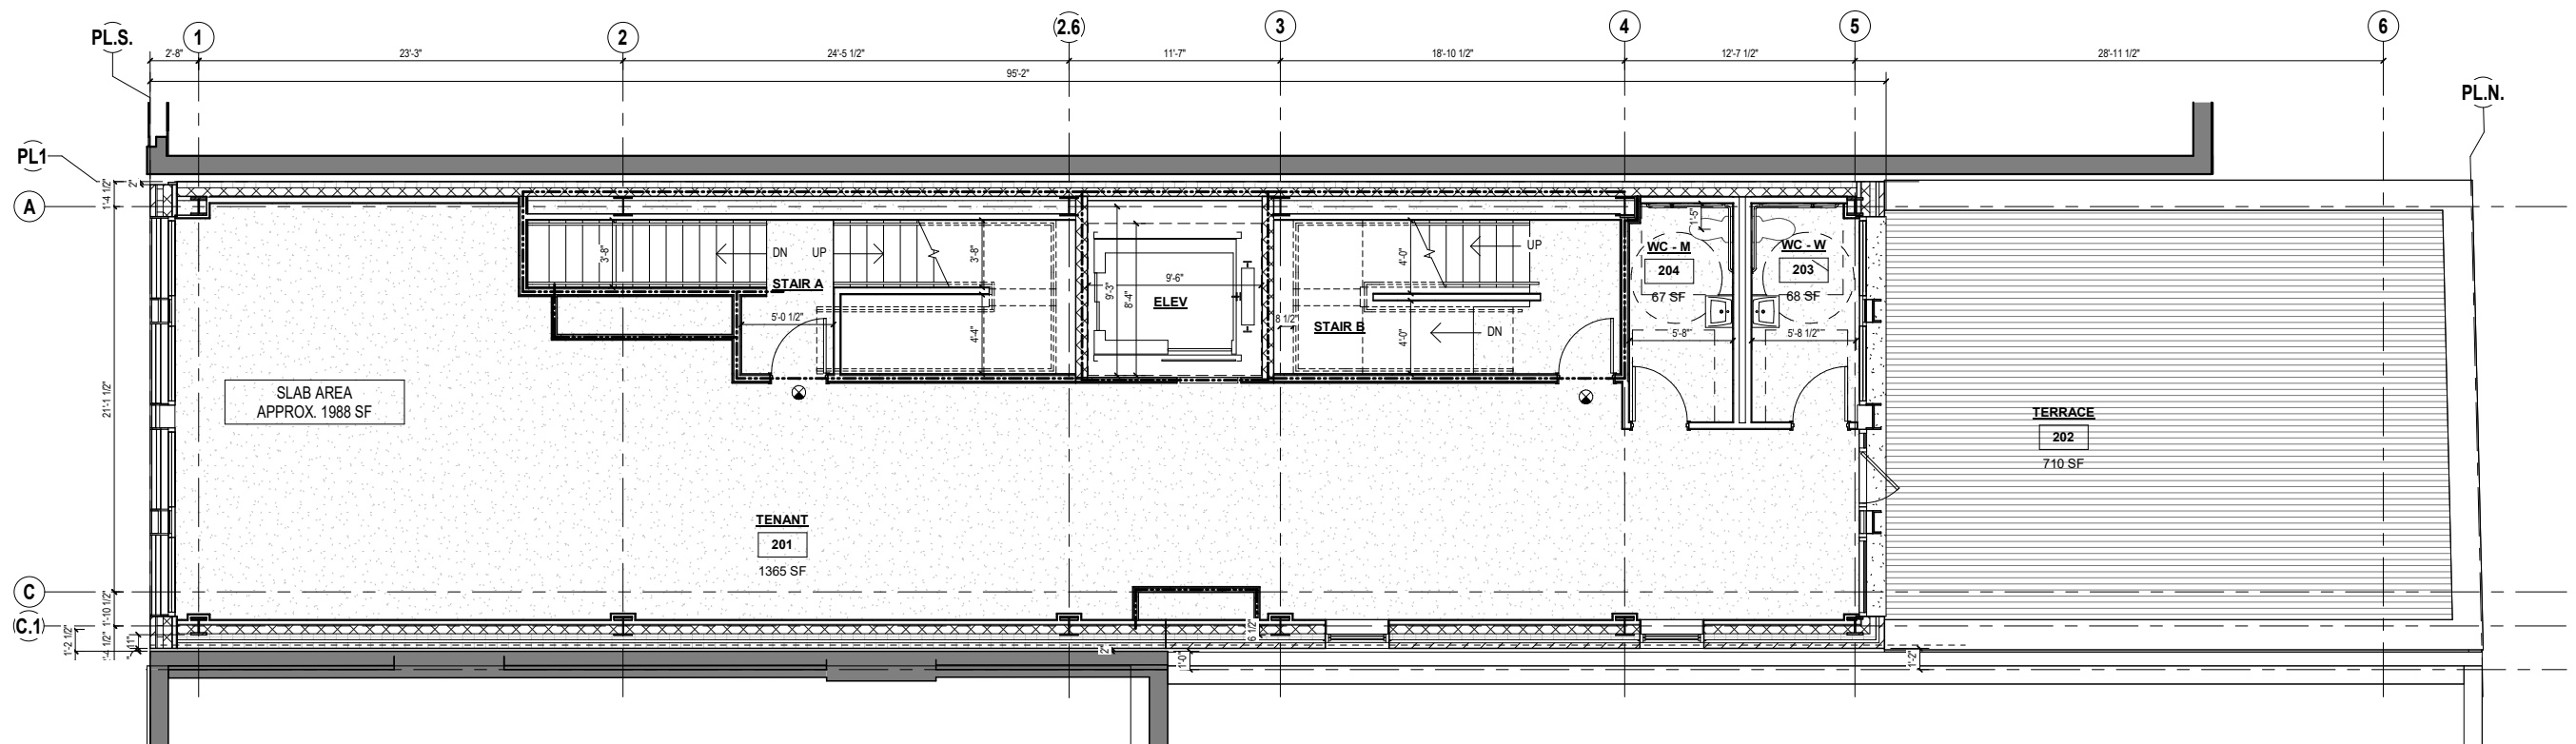 PL.S.
1
2
2.6
3
4
5
6
2'-8"
23'-3"
24'-5 1/2"
11'-7"
18'-10 1/2"
12'-7 1/2"
28'-11 1/2"
95'-2"
PL.N.
PL1
A
1'-4 1/2"
2"
3'-8"
DN
UP
STAIR A
3'-8"
5'-0 1/2"
4'-4"
9'-3"
8'-4"
9'-6"
ELEV
8 1/2"
STAIR B
4'-0"
UP
4'-0"
DN
1'-5"
WC - M
204
67 SF
5'-8"
WC - W
203
68 SF
5'-8 1/2"
SLAB AREA
APPROX. 1988 SF
21'-1 1/2"
TERRACE
202
710 SF
TENANT
201
1365 SF
C
C.1
1'-10 1/2"
1'-2 1/2"
6 1/2"
2"
1'-0"
1'-2"